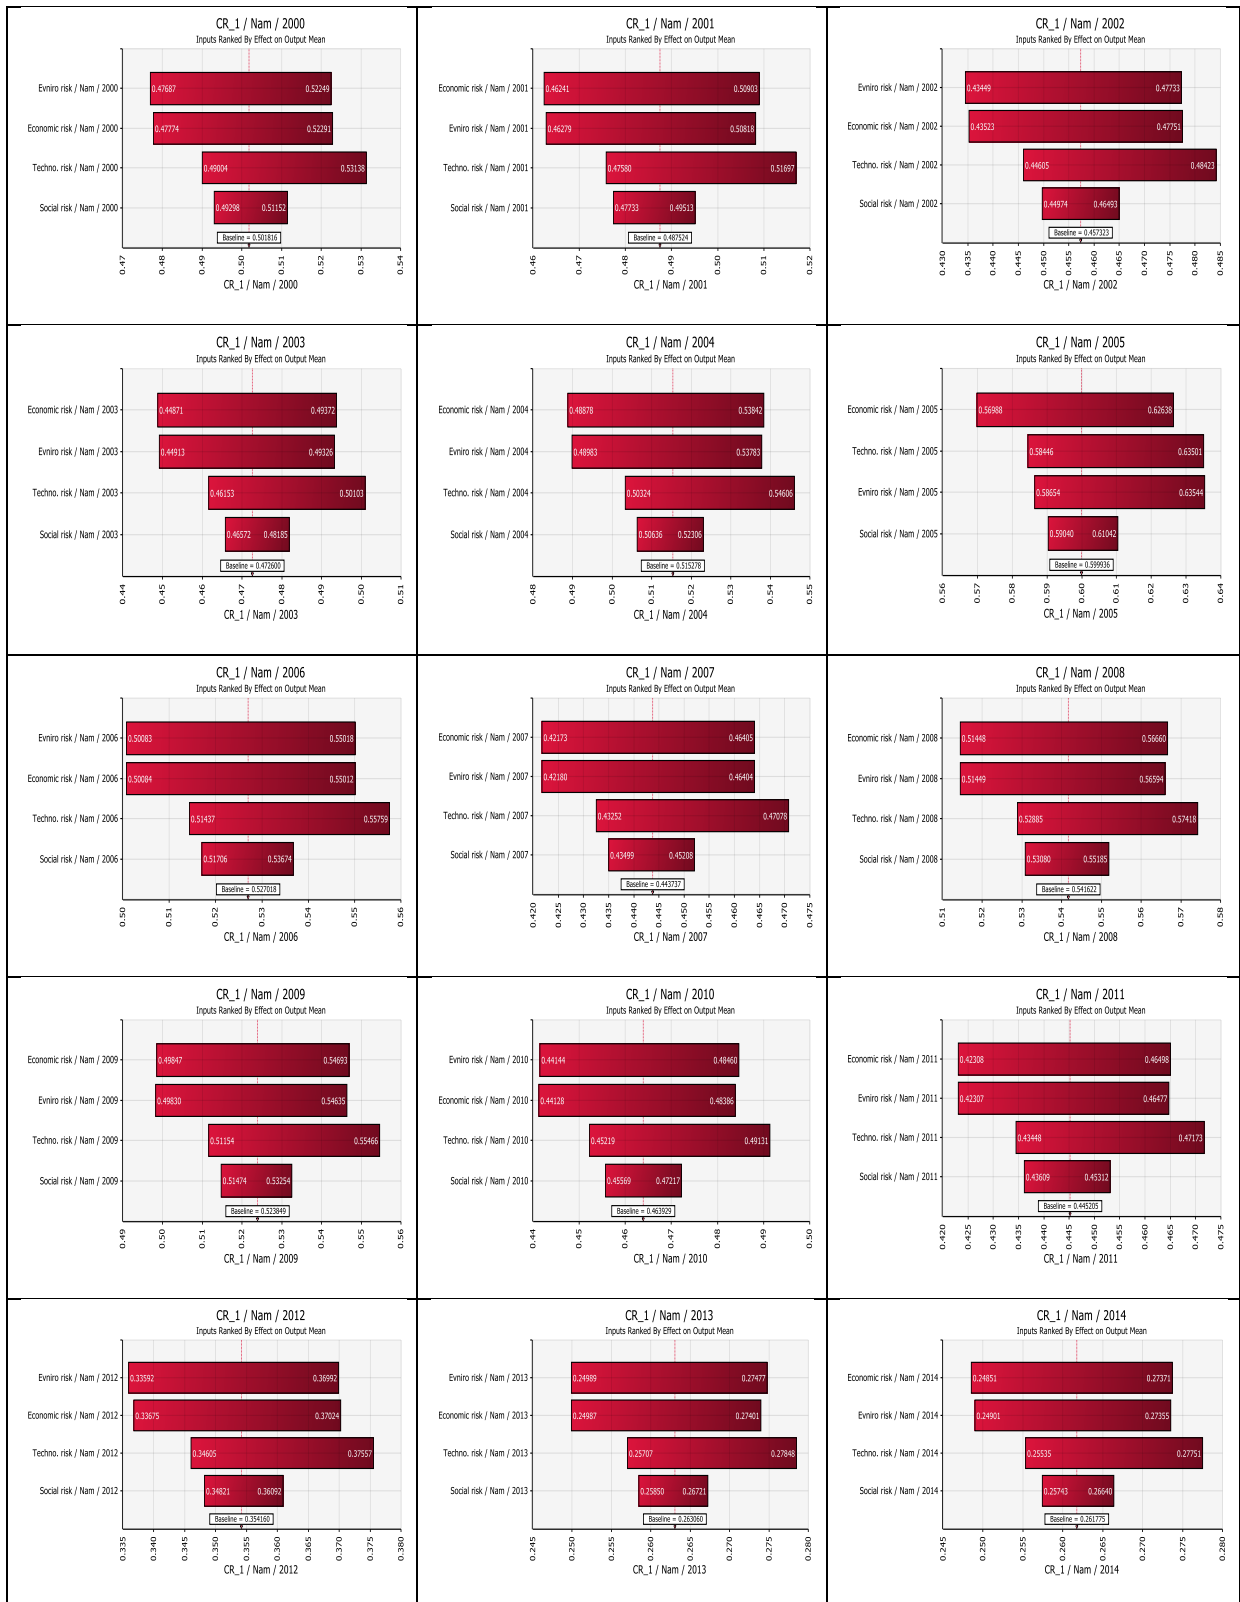 CR_1 / Nam / 2000
Inputs Ranked By Effect on Output Mean
Evniro risk / Nam / 2000
0.47687 0.52249
Economic risk / Nam / 2000
0.47774 0.52291
Techno. risk / Nam / 2000
0.49004 0.53138
Social risk / Nam / 2000
0.49298 0.51152
Baseline = 0.501816
0.47 0.48 0.49 0.50 0.51 0.52 0.53 0.54
CR_1 / Nam / 2000
CR_1 / Nam / 2001
Inputs Ranked By Effect on Output Mean
Economic risk / Nam / 2001
0.46241 0.50903
Evniro risk / Nam / 2001
0.46279 0.50818
Techno. risk / Nam / 2001
0.47580 0.51697
Social risk / Nam / 2001
0.47733 0.49513
Baseline = 0.487524
0.46 0.47 0.48 0.49 0.50 0.51 0.52
CR_1 / Nam / 2001
CR_1 / Nam / 2002
Inputs Ranked By Effect on Output Mean
Evniro risk / Nam / 2002
0.43449 0.47733
Economic risk / Nam / 2002
0.43523 0.47751
Techno. risk / Nam / 2002
0.44605 0.48423
Social risk / Nam / 2002
0.44974 0.46493
Baseline = 0.457323
0.430 0.435 0.440 0.445 0.450 0.455 0.460 0.465 0.470 0.475 0.480 0.485
CR_1 / Nam / 2002
CR_1 / Nam / 2003
Inputs Ranked By Effect on Output Mean
Economic risk / Nam / 2003
0.44871 0.49372
Evniro risk / Nam / 2003
0.44913 0.49326
Techno. risk / Nam / 2003
0.46153 0.50103
Social risk / Nam / 2003
0.46572 0.48185
Baseline = 0.472600
0.44 0.45 0.46 0.47 0.48 0.49 0.50 0.51
CR_1 / Nam / 2003
CR_1 / Nam / 2004
Inputs Ranked By Effect on Output Mean
Economic risk / Nam / 2004
0.48878 0.53842
Evniro risk / Nam / 2004
0.48983 0.53783
Techno. risk / Nam / 2004
0.50324 0.54606
Social risk / Nam / 2004
0.50636 0.52306
Baseline = 0.515278
0.48 0.49 0.50 0.51 0.52 0.53 0.54 0.55
CR_1 / Nam / 2004
CR_1 / Nam / 2005
Inputs Ranked By Effect on Output Mean
Economic risk / Nam / 2005
0.56988 0.62638
Techno. risk / Nam / 2005
0.58446 0.63501
Evniro risk / Nam / 2005
0.58654 0.63544
Social risk / Nam / 2005
0.59040 0.61042
Baseline = 0.599936
0.56 0.57 0.58 0.59 0.60 0.61 0.62 0.63 0.64
CR_1 / Nam / 2005
CR_1 / Nam / 2006
Inputs Ranked By Effect on Output Mean
Evniro risk / Nam / 2006
0.50083 0.55018
Economic risk / Nam / 2006
0.50084 0.55012
Techno. risk / Nam / 2006
0.51437 0.55759
Social risk / Nam / 2006
0.51706 0.53674
Baseline = 0.527018
0.50 0.51 0.52 0.53 0.54 0.55 0.56
CR_1 / Nam / 2006
CR_1 / Nam / 2007
Inputs Ranked By Effect on Output Mean
Economic risk / Nam / 2007
0.42173 0.46405
Evniro risk / Nam / 2007
0.42180 0.46404
Techno. risk / Nam / 2007
0.43252 0.47078
Social risk / Nam / 2007
0.43499 0.45208
Baseline = 0.443737
0.420 0.425 0.430 0.435 0.440 0.445 0.450 0.455 0.460 0.465 0.470 0.475
CR_1 / Nam / 2007
CR_1 / Nam / 2008
Inputs Ranked By Effect on Output Mean
Economic risk / Nam / 2008
0.51448 0.56660
Evniro risk / Nam / 2008
0.51449 0.56594
Techno. risk / Nam / 2008
0.52885 0.57418
Social risk / Nam / 2008
0.53080 0.55185
Baseline = 0.541622
0.51 0.52 0.53 0.54 0.55 0.56 0.57 0.58
CR_1 / Nam / 2008
CR_1 / Nam / 2009
Inputs Ranked By Effect on Output Mean
Economic risk / Nam / 2009
0.49847 0.54693
Evniro risk / Nam / 2009
0.49830 0.54635
Techno. risk / Nam / 2009
0.51154 0.55466
Social risk / Nam / 2009
0.51474 0.53254
Baseline = 0.523849
0.49 0.50 0.51 0.52 0.53 0.54 0.55 0.56
CR_1 / Nam / 2009
CR_1 / Nam / 2010
Inputs Ranked By Effect on Output Mean
Evniro risk / Nam / 2010
0.44144 0.48460
Economic risk / Nam / 2010
0.44128 0.48386
Techno. risk / Nam / 2010
0.45219 0.49131
Social risk / Nam / 2010
0.45569 0.47217
Baseline = 0.463929
0.44 0.45 0.46 0.47 0.48 0.49 0.50
CR_1 / Nam / 2010
CR_1 / Nam / 2011
Inputs Ranked By Effect on Output Mean
Economic risk / Nam / 2011
0.42308 0.46498
Evniro risk / Nam / 2011
0.42307 0.46477
Techno. risk / Nam / 2011
0.43448 0.47173
Social risk / Nam / 2011
0.43609 0.45312
Baseline = 0.445205
0.420 0.425 0.430 0.435 0.440 0.445 0.450 0.455 0.460 0.465 0.470 0.475
CR_1 / Nam / 2011
CR_1 / Nam / 2012
Inputs Ranked By Effect on Output Mean
Evniro risk / Nam / 2012
0.33592 0.36992
Economic risk / Nam / 2012
0.33675 0.37024
Techno. risk / Nam / 2012
0.34605 0.37557
Social risk / Nam / 2012
0.34821 0.36092
Baseline = 0.354160
0.335 0.340 0.345 0.350 0.355 0.360 0.365 0.370 0.375 0.380
CR_1 / Nam / 2012
CR_1 / Nam / 2013
Inputs Ranked By Effect on Output Mean
Evniro risk / Nam / 2013
0.24989 0.27477
Economic risk / Nam / 2013
0.24987 0.27401
Techno. risk / Nam / 2013
0.25707 0.27848
Social risk / Nam / 2013
0.25850 0.26721
Baseline = 0.263060
0.245 0.250 0.255 0.260 0.265 0.270 0.275 0.280
CR_1 / Nam / 2013
CR_1 / Nam / 2014
Inputs Ranked By Effect on Output Mean
Economic risk / Nam / 2014
0.24851 0.27371
Evniro risk / Nam / 2014
0.24901 0.27355
Techno. risk / Nam / 2014
0.25535 0.27751
Social risk / Nam / 2014
0.25743 0.26640
Baseline = 0.261775
0.245 0.250 0.255 0.260 0.265 0.270 0.275 0.280
CR_1 / Nam / 2014